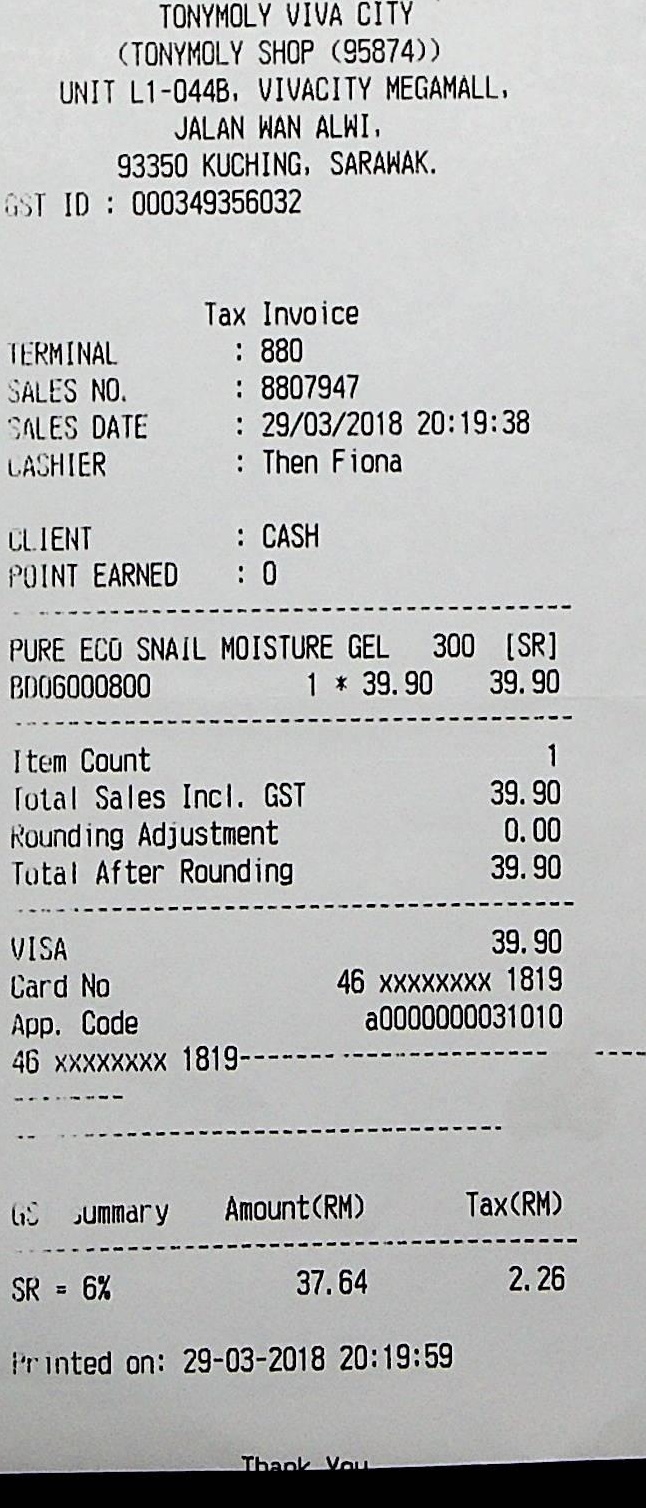 TONYMOLY VIVA CITY
(TONYMOLY SHOP (95874))
UNIT L1-044B, VIVACITY MEGAMALL,
JALAN WAN ALWI,
93350 KUCHING, SARAWAK.
GST ID : 000349356032
Tax Invoice
TERMINAL : 880
SALES NO. : 8807947
SALES DATE : 29/03/2018 20:19:38
CASHIER : Then Fiona
CLIENT : CASH
POINT EARNED : 0
PURE ECO SNAIL MOISTURE GEL 300 [SR]
BD06000800 1 * 39.90 39.90
Item Count 1
Total Sales Incl. GST 39.90
Rounding Adjustment 0.00
Total After Rounding 39.90
VISA 39.90
Card No 46 xxxxxxxx 1819
App. Code a0000000031010
46 xxxxxxxx 1819--------------------- ----
---------
-- -------------------------------
GS Summary Amount(RM) Tax(RM)
SR = 6% 37.64 2.26
Printed on: 29-03-2018 20:19:59
Thank You